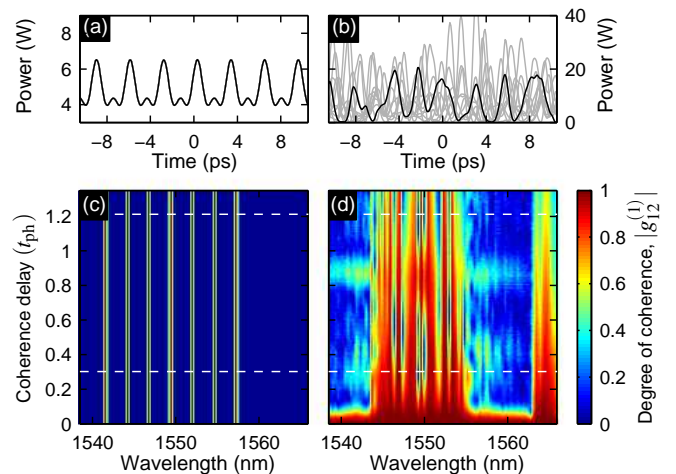 (a)
(b)
Power (W)
8
6
4
−8 −4 0 4 8
Time (ps)
−8 −4 0 4 8
Time (ps)
40
20
0
Power (W)
(c)
(d)
Coherence delay (t_ph)
1.2
1
0.8
0.6
0.4
0.2
0
1540 1550 1560
Wavelength (nm)
1540 1550 1560
Wavelength (nm)
1
0.8
0.6
0.4
0.2
0
Degree of coherence, |g_{12}^{(1)}|